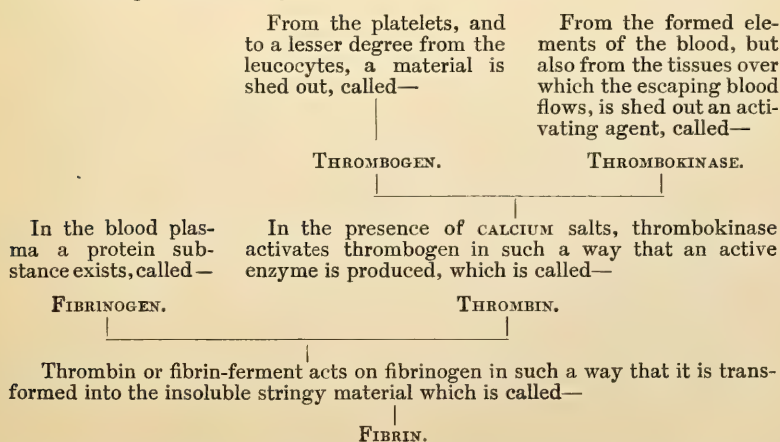 From the platelets, and
to a lesser degree from the
leucocytes, a material is
shed out, called—
From the formed ele-
ments of the blood, but
also from the tissues over
which the escaping blood
flows, is shed out an acti-
vating agent, called—
THROMBOGEN.
THROMBOKINASE.
In the blood plas-
ma a protein sub-
stance exists, called—
In the presence of CALCIUM salts, thrombokinase
activates thrombogen in such a way that an active
enzyme is produced, which is called—
FIBRINOGEN.
THROMBIN.
Thrombin or fibrin-ferment acts on fibrinogen in such a way that it is trans-
formed into the insoluble stringy material which is called—
FIBRIN.